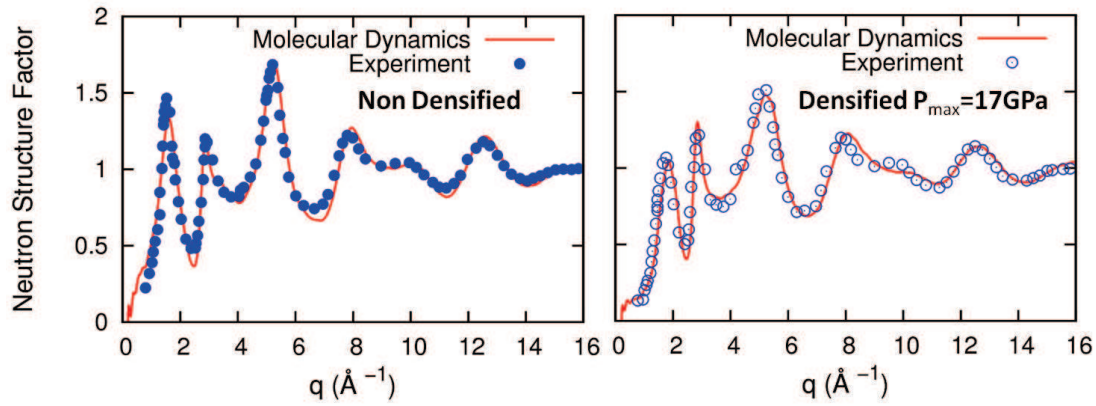 Neutron Structure Factor
2
1.5
1
0.5
0
Molecular Dynamics
Experiment
Non Densified
0 2 4 6 8 10 12 14 16
q (Å ⁻¹)
Molecular Dynamics
Experiment
Densified Pmax=17GPa
0 2 4 6 8 10 12 14 16
q (Å ⁻¹)